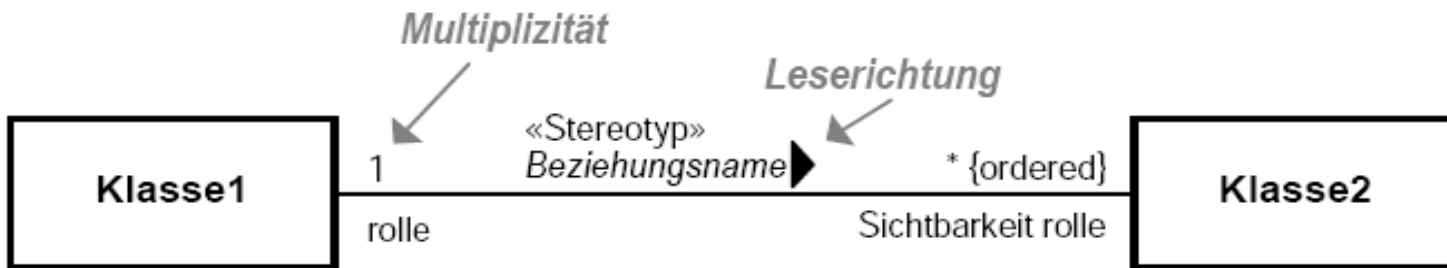 Multiplizität
Leserichtung
«Stereotyp»
Klasse1
1
Beziehungsname
* {ordered}
Klasse2
rolle
Sichtbarkeit rolle